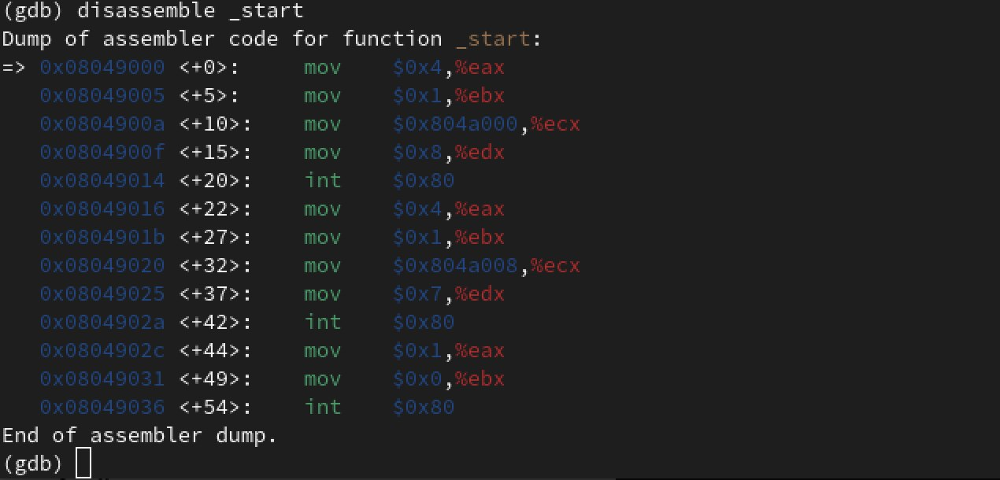 (gdb) disassemble _start
Dump of assembler code for function _start:
=> 0x08049000 <+0>:     mov    $0x4,%eax
   0x08049005 <+5>:     mov    $0x1,%ebx
   0x0804900a <+10>:    mov    $0x804a000,%ecx
   0x0804900f <+15>:    mov    $0x8,%edx
   0x08049014 <+20>:    int    $0x80
   0x08049016 <+22>:    mov    $0x4,%eax
   0x0804901b <+27>:    mov    $0x1,%ebx
   0x08049020 <+32>:    mov    $0x804a008,%ecx
   0x08049025 <+37>:    mov    $0x7,%edx
   0x0804902a <+42>:    int    $0x80
   0x0804902c <+44>:    mov    $0x1,%eax
   0x08049031 <+49>:    mov    $0x0,%ebx
   0x08049036 <+54>:    int    $0x80
End of assembler dump.
(gdb)